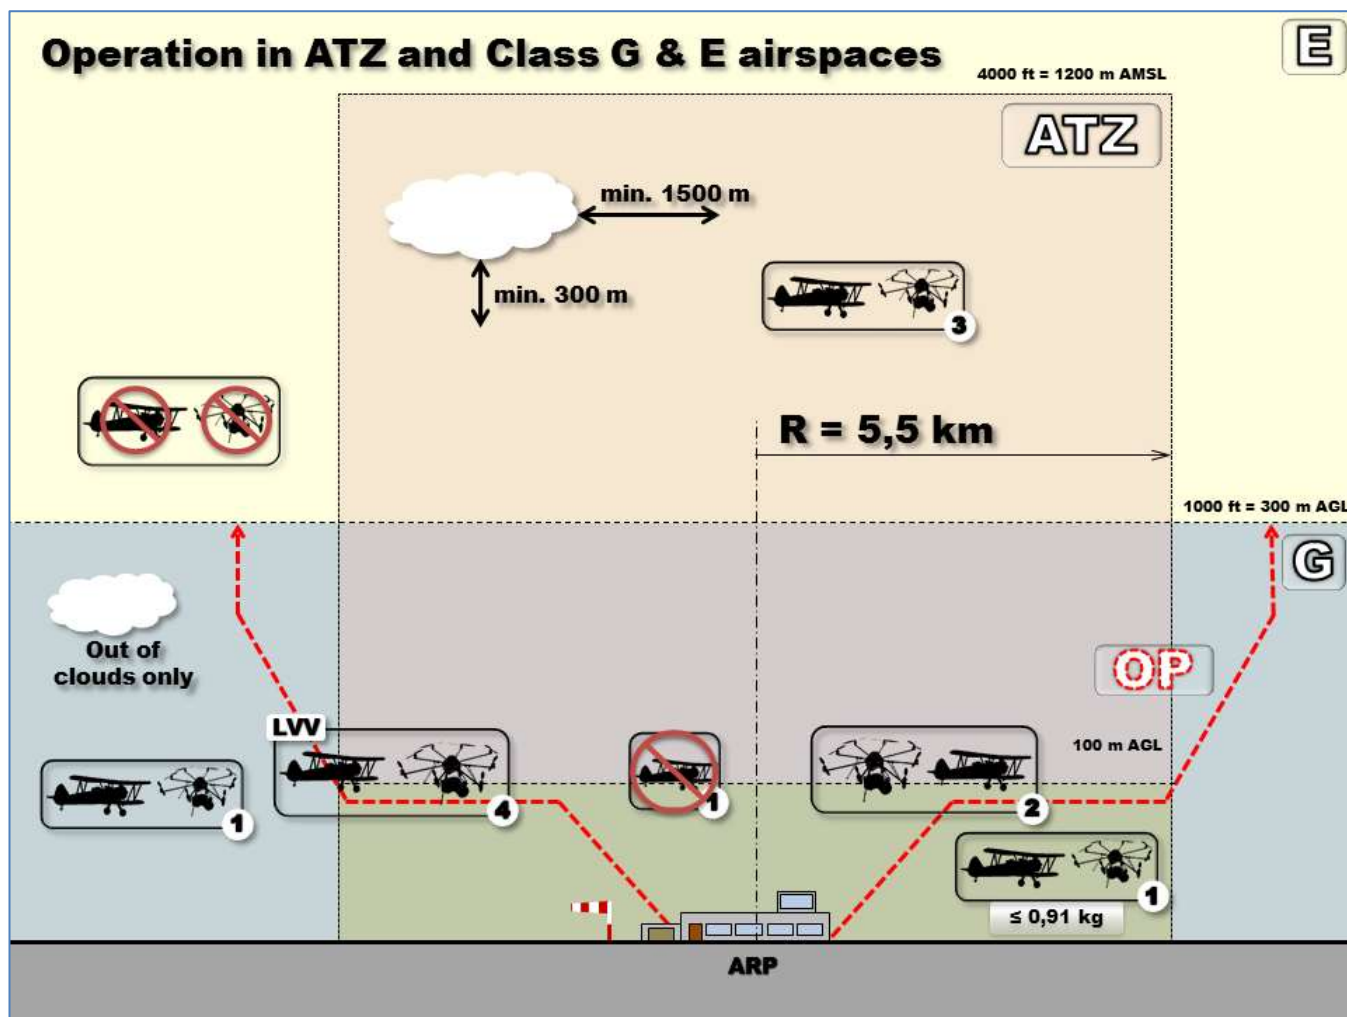 Operation in ATZ and Class G & E airspaces
4000 ft = 1200 m AMSL
E
ATZ
min. 1500 m
min. 300 m
3
R = 5,5 km
1000 ft = 300 m AGL
G
Out of
clouds only
OP
LVV
100 m AGL
1
4
1
2
1
≤ 0,91 kg
ARP